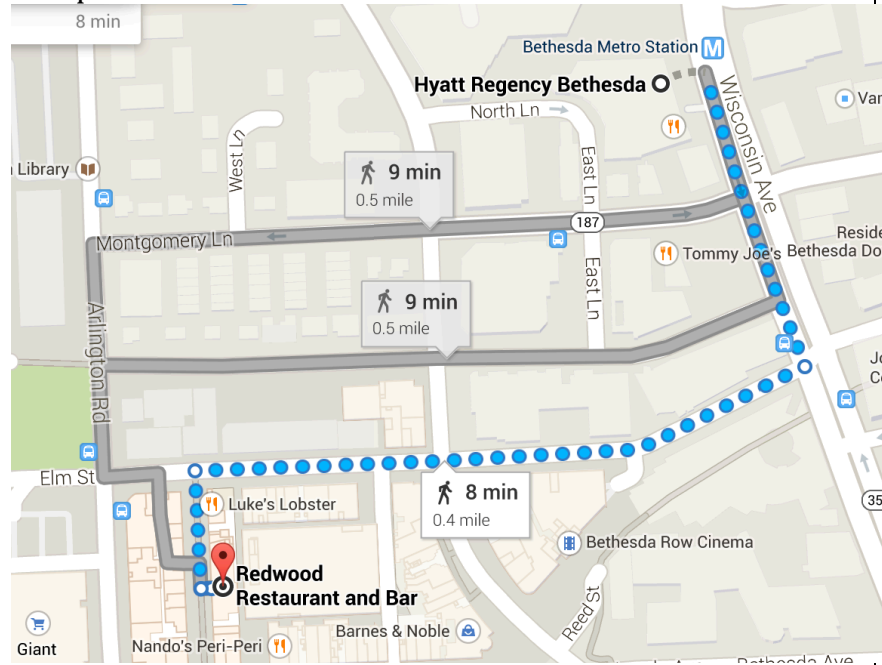 8 min
Bethesda Metro Station M
Hyatt Regency Bethesda
Wisconsin Ave
Van
North Ln
West Ln
East Ln
Library
9 min
0.5 mile
187
Montgomery Ln
Tommy Joe's
Reside
Bethesda Do
East Ln
9 min
0.5 mile
Arlington Rd
Elm St
8 min
0.4 mile
Luke's Lobster
35
Bethesda Row Cinema
Redwood
Restaurant and Bar
Reed St
Giant
Nando's Peri-Peri
Barnes & Noble
Bethesda Ave